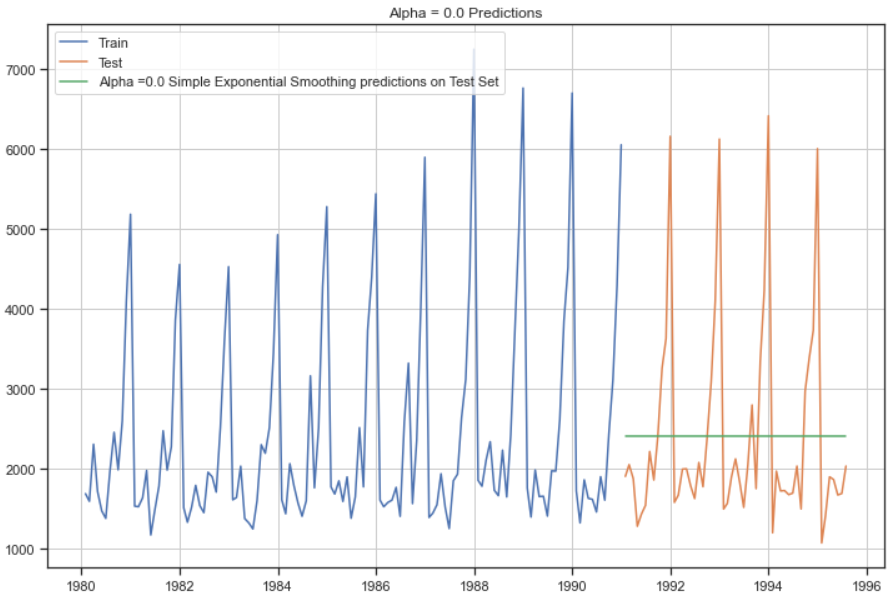 Alpha = 0.0 Predictions
Train
Test
Alpha =0.0 Simple Exponential Smoothing predictions on Test Set
7000
6000
5000
4000
3000
2000
1000
1980 1982 1984 1986 1988 1990 1992 1994 1996